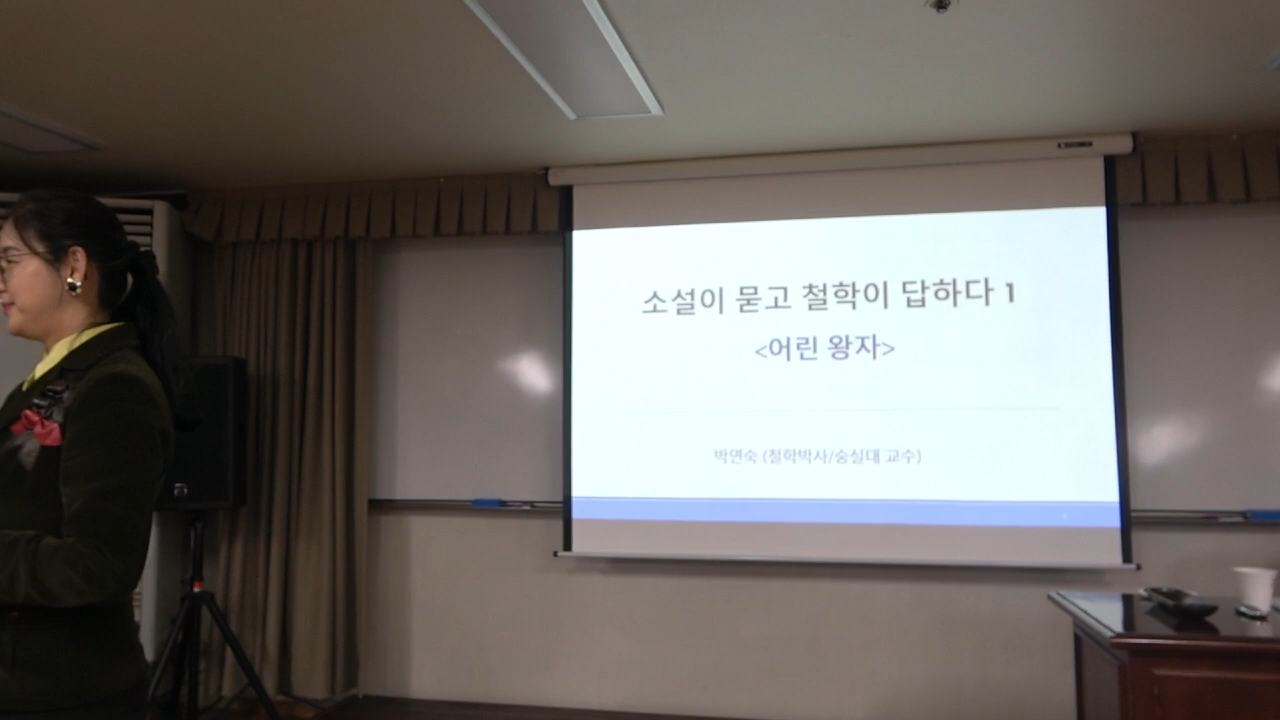 소설이 묻고 철학이 답하다 1
<어린 왕자>
박연숙 (철학박사/숭실대 교수)